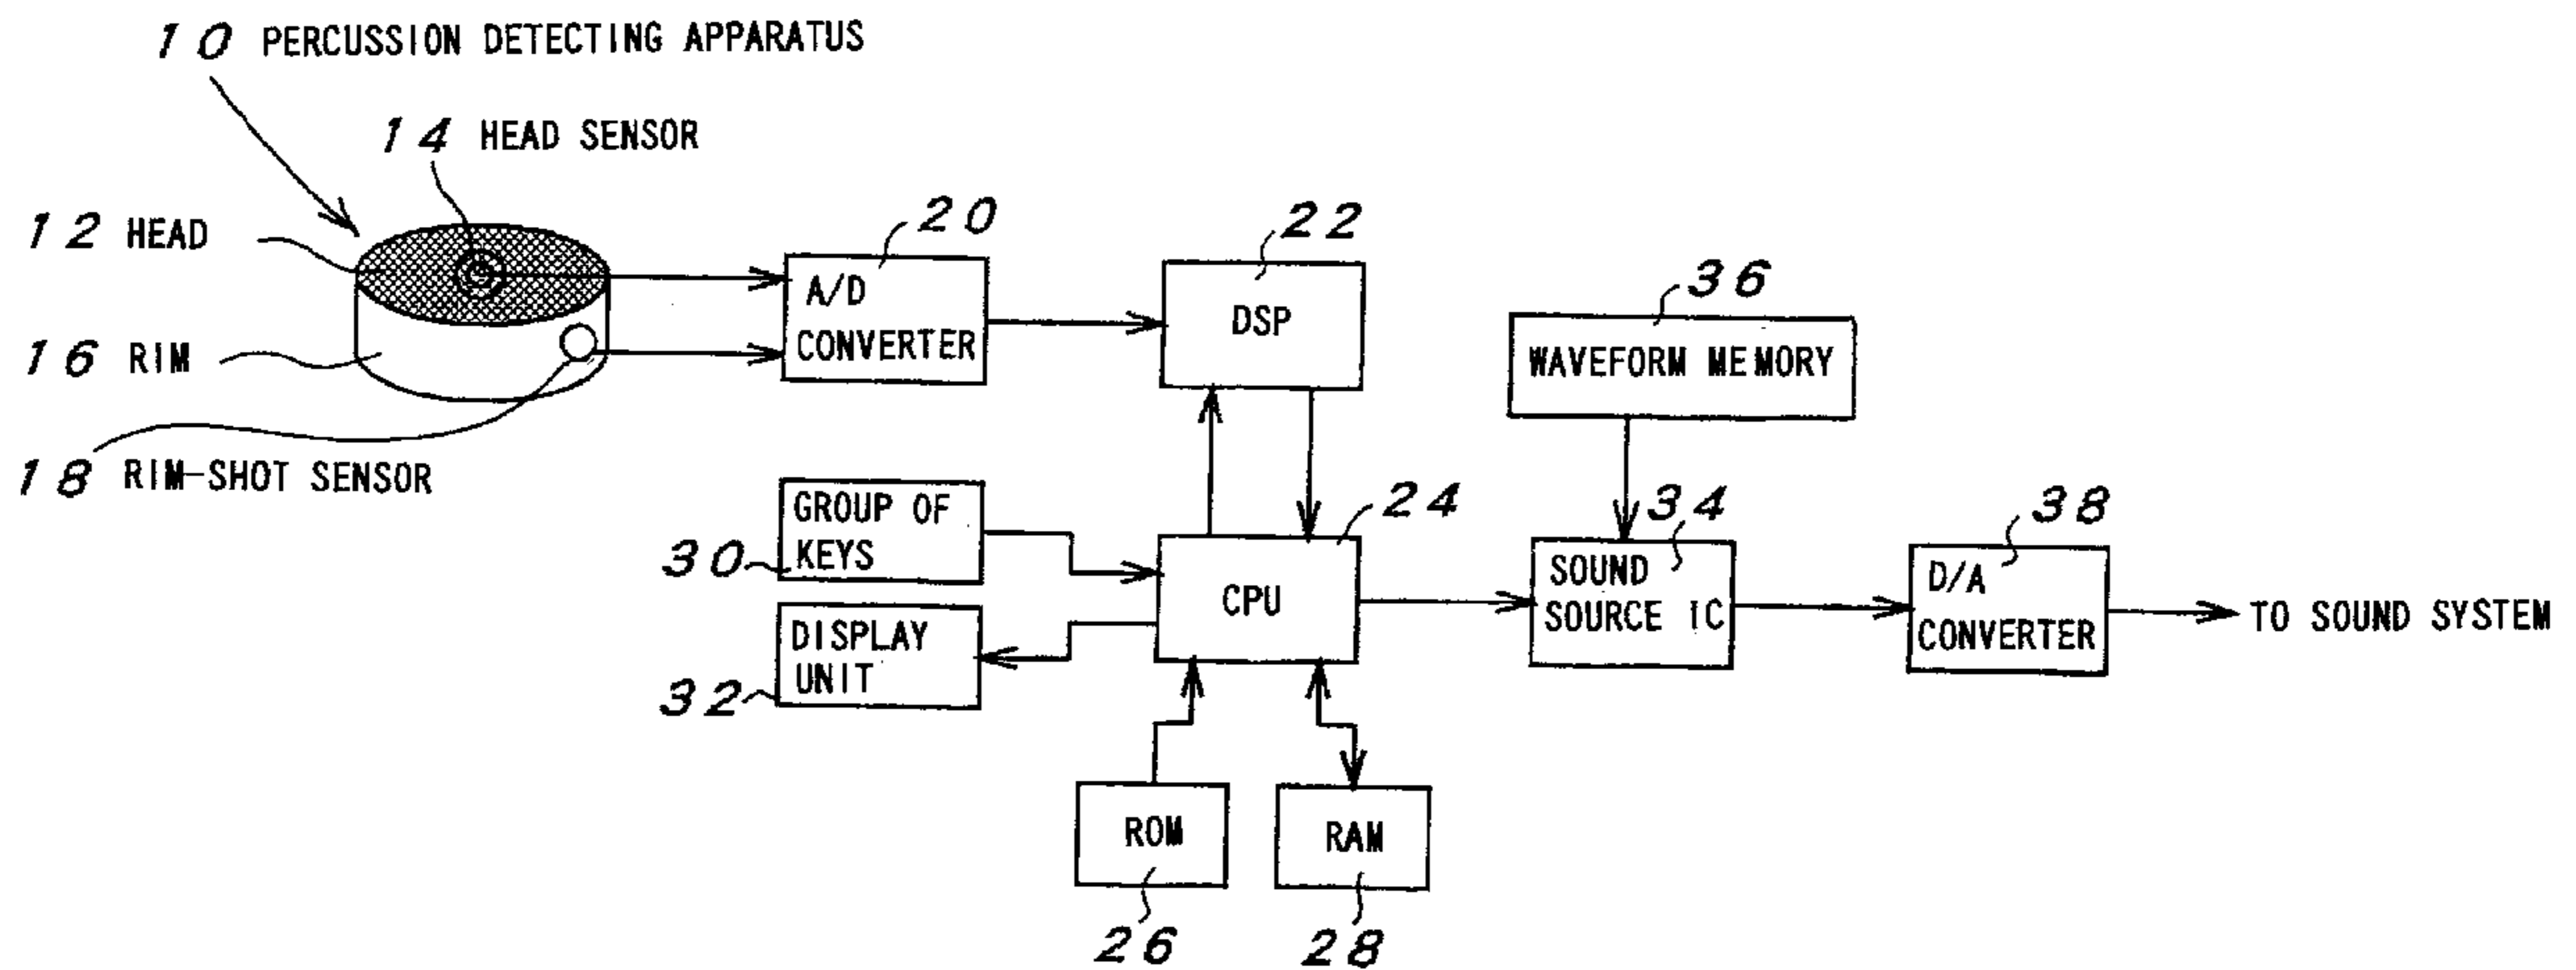 10 PERCUSSION DETECTING APPARATUS
14 HEAD SENSOR
12 HEAD
16 RIM
18 RIM-SHOT SENSOR
20
A/D
CONVERTER
22
DSP
36
WAVEFORM MEMORY
GROUP OF
KEYS
30
DISPLAY
UNIT
32
24
CPU
34
SOUND
SOURCE IC
38
D/A
CONVERTER
TO SOUND SYSTEM
ROM
26
RAM
28